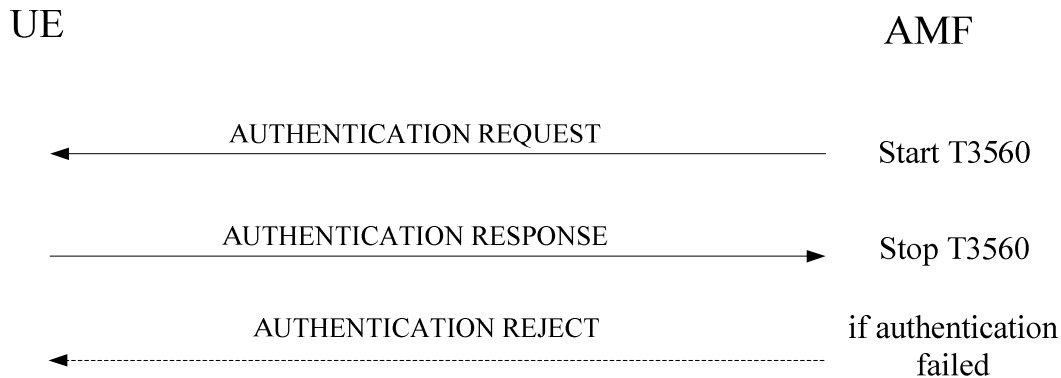 UE
AMF
AUTHENTICATION REQUEST
Start T3560
AUTHENTICATION RESPONSE
Stop T3560
AUTHENTICATION REJECT
if authentication
failed